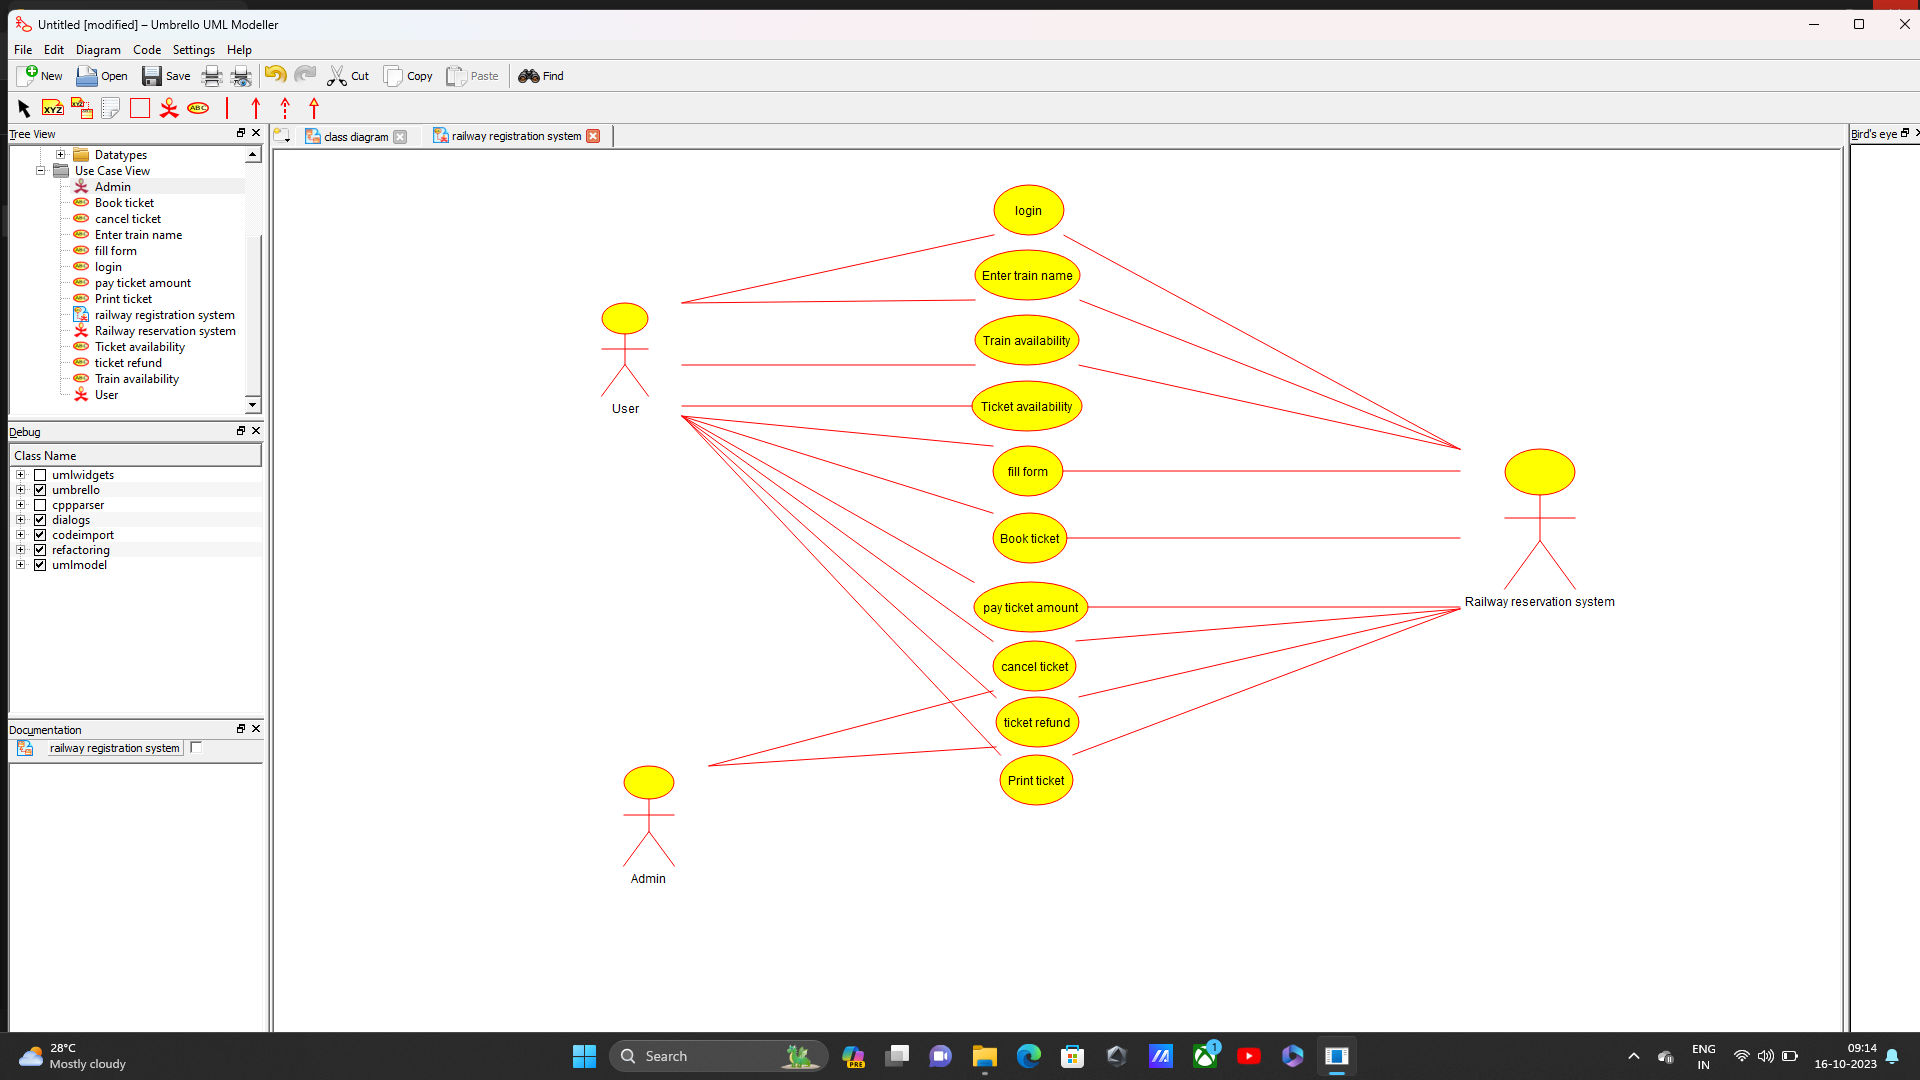 Untitled [modified] – Umbrello UML Modeller
File Edit Diagram Code Settings Help
New Open Save Cut Copy Paste Find
XYZ XYZ ABC
Tree View
class diagram railway registration system
Bird's eye
Datatypes
Use Case View
Admin
Book ticket
cancel ticket
Enter train name
fill form
login
pay ticket amount
Print ticket
railway registration system
Railway reservation system
Ticket availability
ticket refund
Train availability
User
Debug
Class Name
umlwidgets
umbrello
cppparser
dialogs
codeimport
refactoring
umlmodel
Documentation
railway registration system
login
Enter train name
Train availability
Ticket availability
fill form
Book ticket
pay ticket amount
cancel ticket
ticket refund
Print ticket
User
Railway reservation system
Admin
28°C
Mostly cloudy
Search
PRE
1
ENG
IN
09:14
16-10-2023